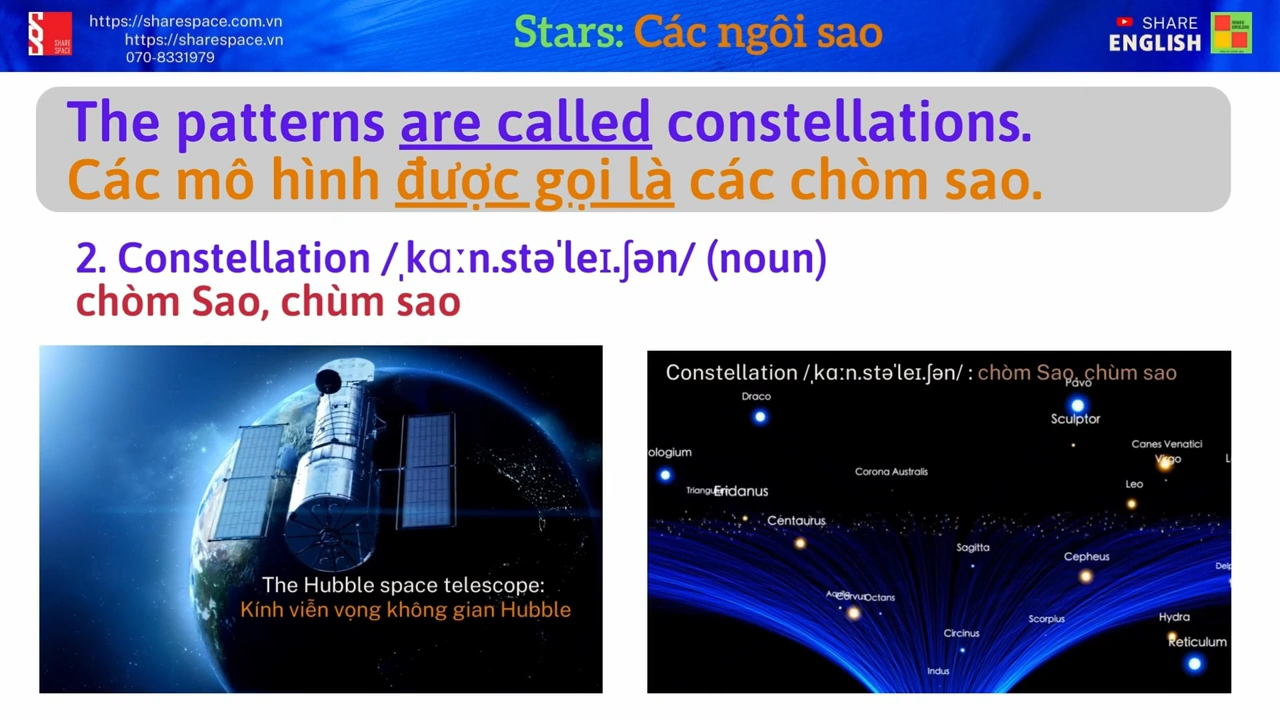 https://sharespace.com.vn
https://sharespace.vn
070-8331979
SHARE
SPACE
Stars: Các ngôi sao
SHARE
ENGLISH
The patterns are called constellations.
Các mô hình được gọi là các chòm sao.
2. Constellation /ˌkɑːn.stəˈleɪ.ʃən/ (noun)
chòm Sao, chùm sao
The Hubble space telescope:
Kính viễn vọng không gian Hubble
Constellation /ˌkɑːn.stəˈleɪ.ʃən/ : chòm Sao, chùm sao
Pavo
Draco
Sculptor
Canes Venatici
ologium
Virgo
L
Corona Australis
Leo
Eridanus
Centaurus
Sagitta
Cepheus
Delp
Corvus
Octans
Scorpius
Hydra
Circinus
Reticulum
Indus